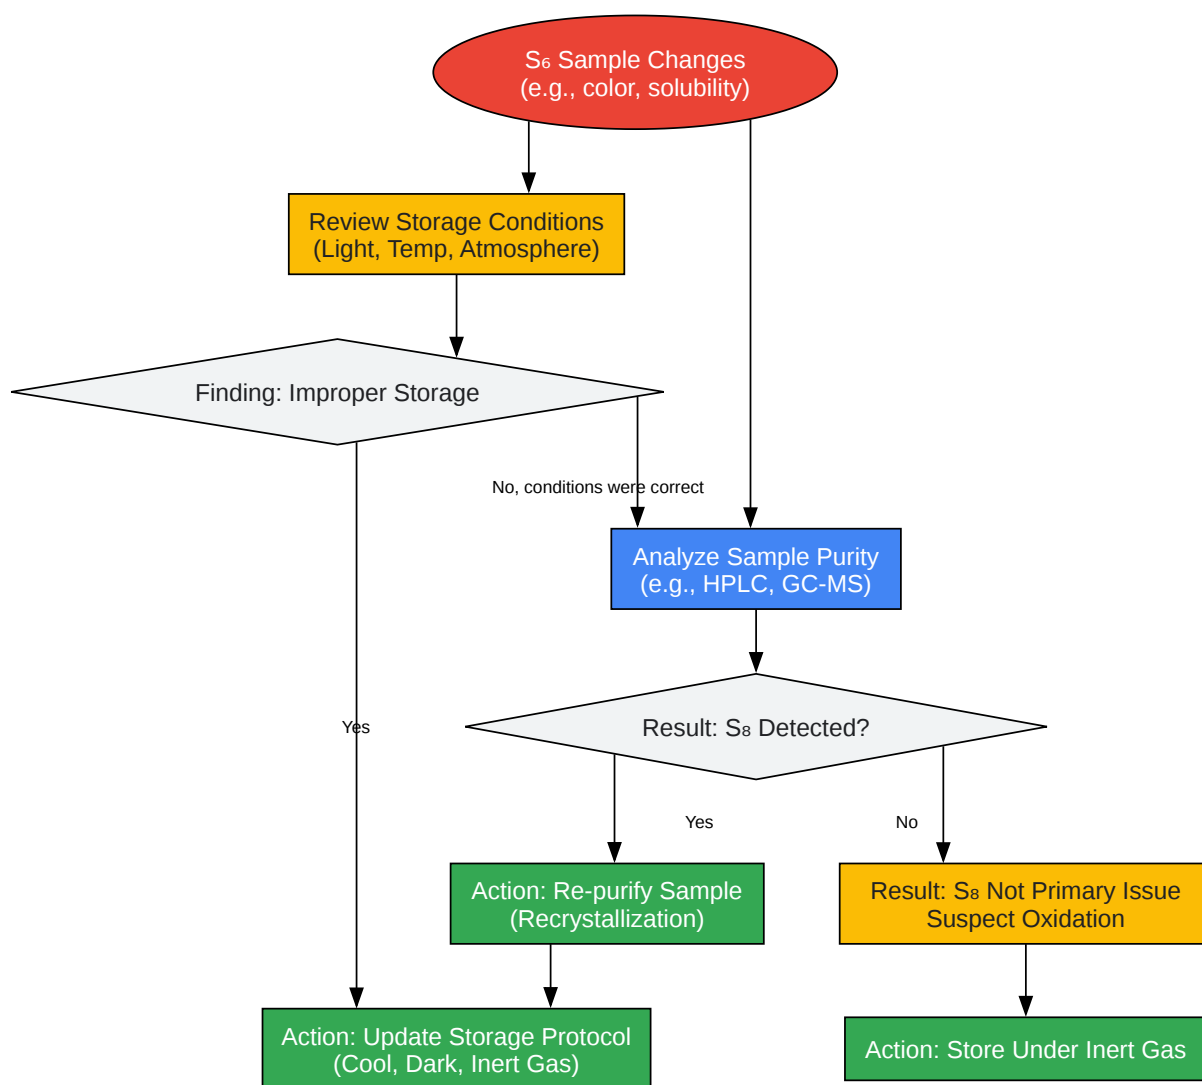 S₆ Sample Changes
(e.g., color, solubility)
Review Storage Conditions
(Light, Temp, Atmosphere)
Finding: Improper Storage
No, conditions were correct
Analyze Sample Purity
(e.g., HPLC, GC-MS)
Yes
Result: S₈ Detected?
Yes
No
Action: Re-purify Sample
(Recrystallization)
Result: S₈ Not Primary Issue
Suspect Oxidation
Action: Update Storage Protocol
(Cool, Dark, Inert Gas)
Action: Store Under Inert Gas